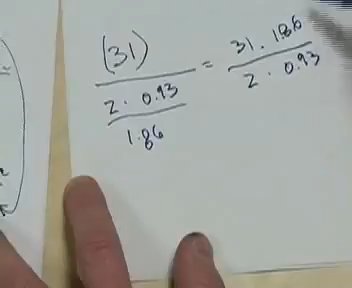 (31) / (2 · 0.93 / 1.86) = 31 · 1.86 / 2 · 0.93